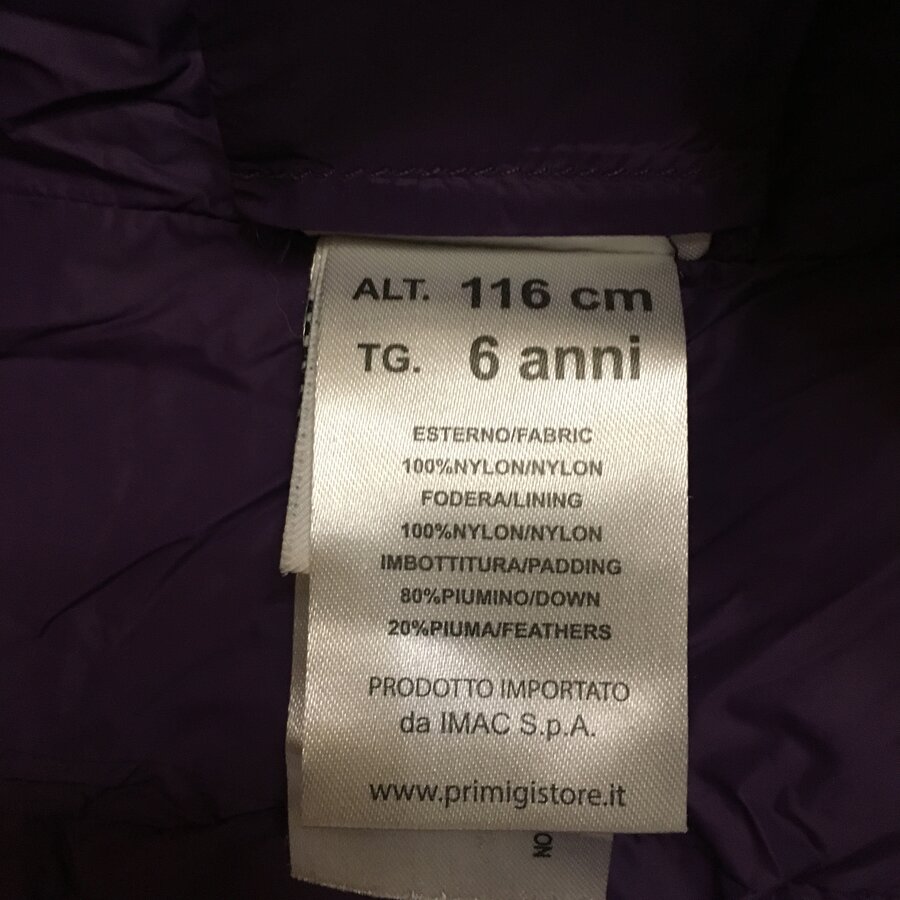 ALT. 116 cm
TG. 6 anni
ESTERNO/FABRIC
100%NYLON/NYLON
FODERA/LINING
100%NYLON/NYLON
IMBOTTITURA/PADDING
80%PIUMINO/DOWN
20%PIUMA/FEATHERS
PRODOTTO IMPORTATO
da IMAC S.p.A.
www.primigistore.it
NO